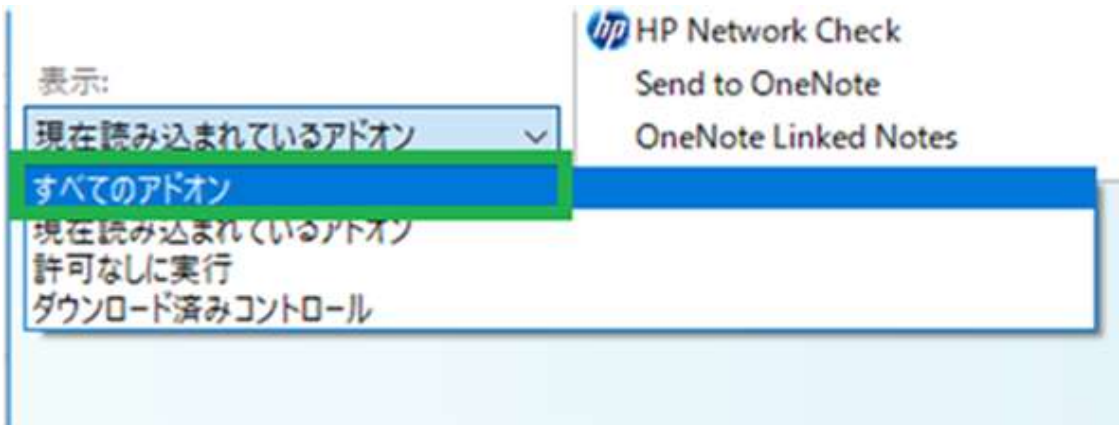 HP Network Check
表示:
Send to OneNote
現在読み込まれているアドオン
OneNote Linked Notes
すべてのアドオン
現在読み込まれているアドオン
許可なしに実行
ダウンロード済みコントロール